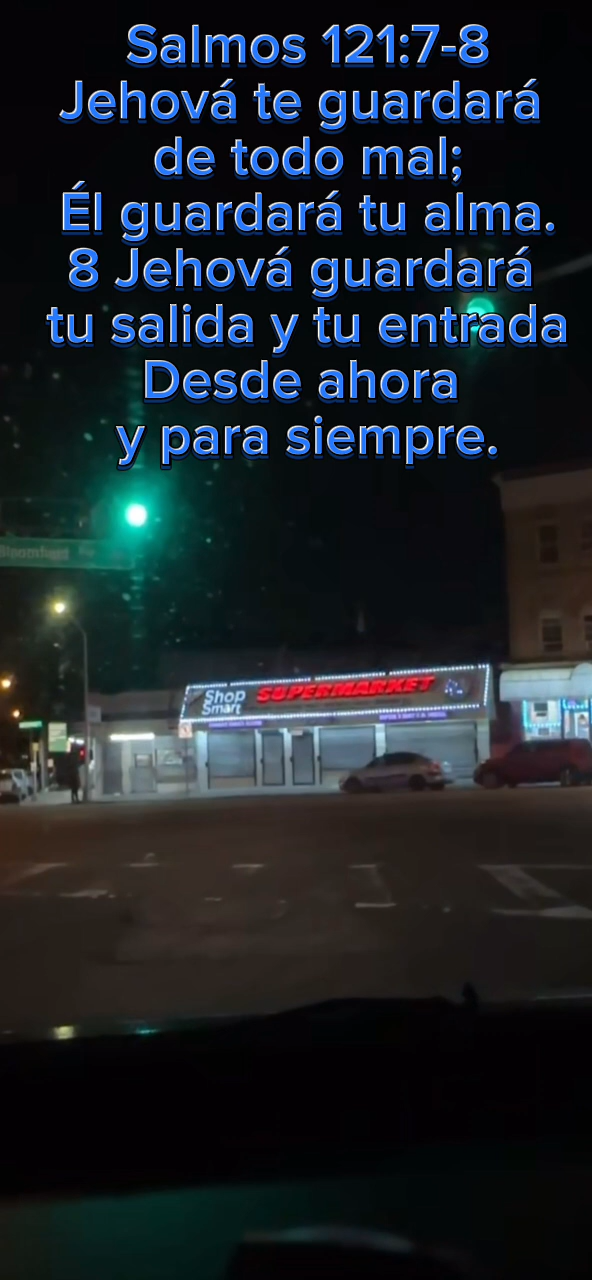 Salmos 121:7-8
Jehová te guardará
de todo mal;
Él guardará tu alma.
8 Jehová guardará
tu salida y tu entrada
Desde ahora
y para siempre.
Bloomfield
Shop
Smart
SUPERMARKET